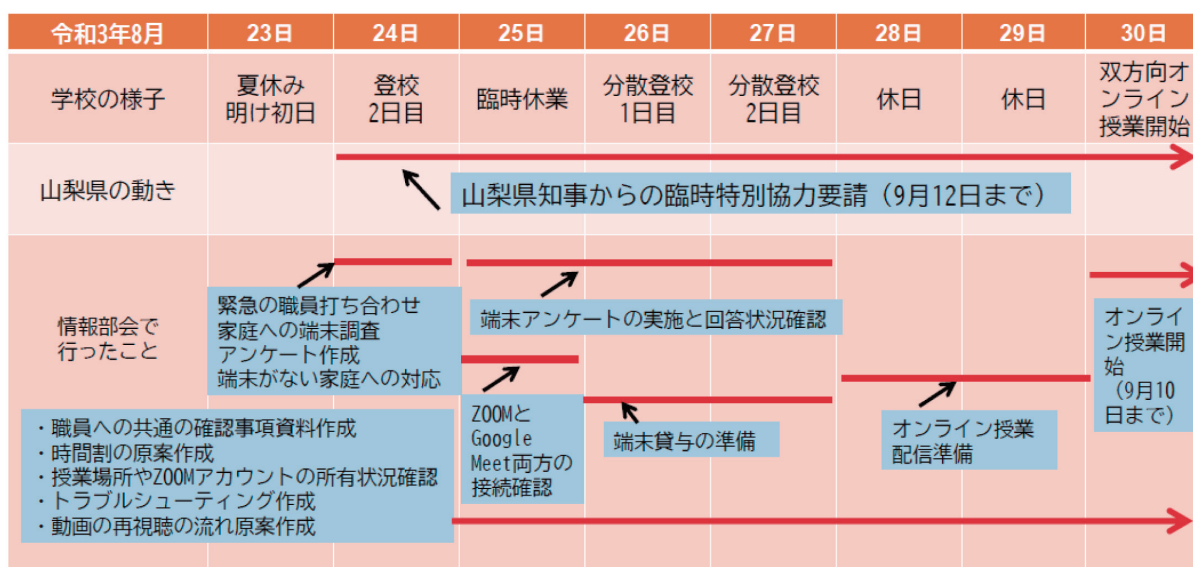 令和3年8月 23日 24日 25日 26日 27日 28日 29日 30日
学校の様子
夏休み
明け初日
登校
2日目
臨時休業
分散登校
1日目
分散登校
2日目
休日
休日
双方向オ
ンライン
授業開始
山梨県の動き
山梨県知事からの臨時特別協力要請（9月12日まで）
情報部会で
行ったこと
緊急の職員打ち合わせ
家庭への端末調査
アンケート作成
端末がない家庭への対応
端末アンケートの実施と回答状況確認
オンライ
ン授業開
始
（9月10
日まで）
ZOOMと
Google
Meet両方の
接続確認
端末貸与の準備
オンライン授業
配信準備
・職員への共通の確認事項資料作成
・時間割の原案作成
・授業場所やZOOMアカウントの所有状況確認
・トラブルシューティング作成
・動画の再視聴の流れ原案作成